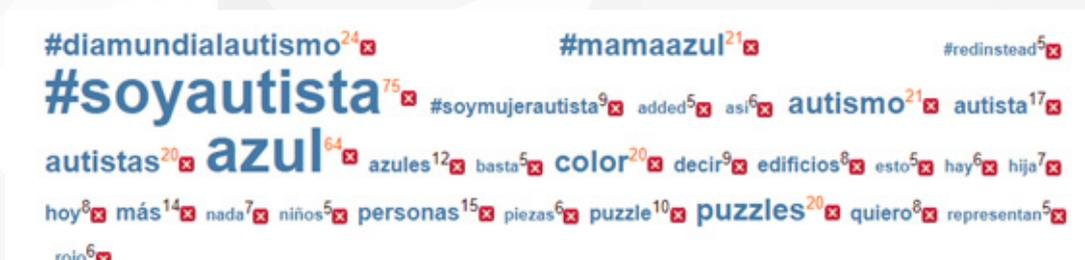 #diamundialautismo24 #mamaazul21 #redinstead5
#soyautista75 #soymujerautista9 added5 asi6 autismo21 autista17
autistas20 azul64 azules12 basta5 color20 decir9 edificios8 esto5 hay6 hija7
hoy8 más14 nada7 niños5 personas15 piezas6 puzzle10 puzzles20 quiero8 representan5
rojo6